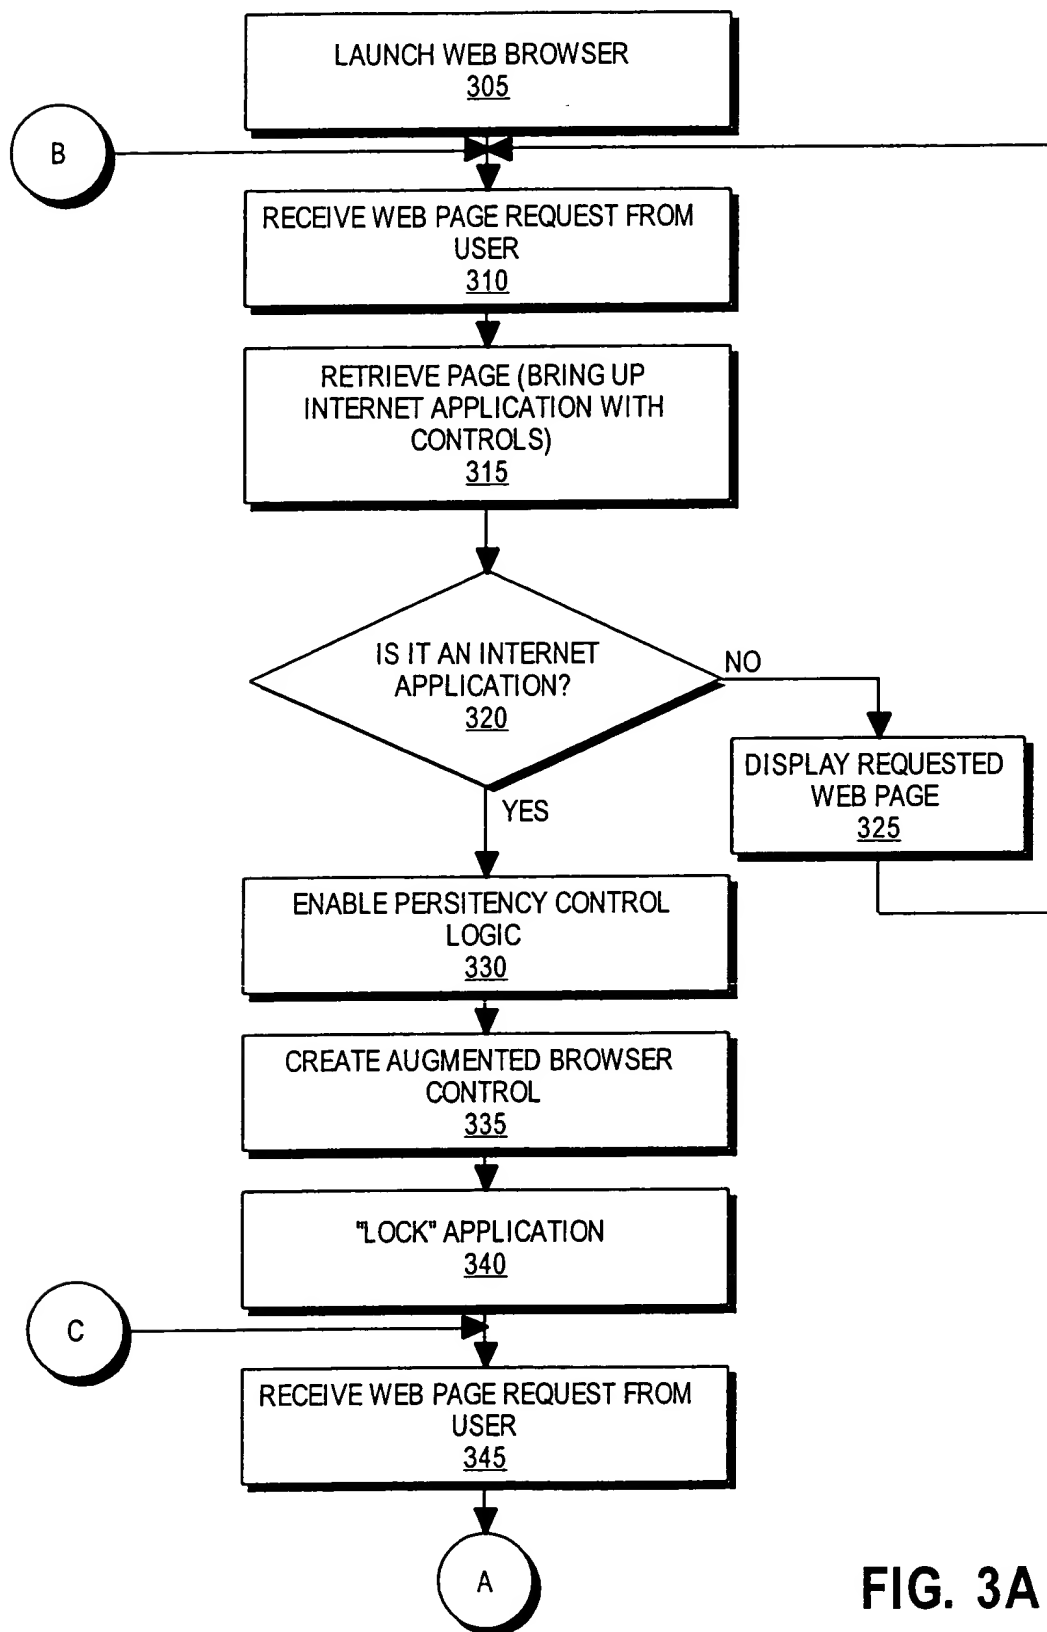 LAUNCH WEB BROWSER
305
B
RECEIVE WEB PAGE REQUEST FROM
USER
310
RETRIEVE PAGE (BRING UP
INTERNET APPLICATION WITH
CONTROLS)
315
IS IT AN INTERNET
APPLICATION?
320
NO
DISPLAY REQUESTED
WEB PAGE
325
YES
ENABLE PERSITENCY CONTROL
LOGIC
330
CREATE AUGMENTED BROWSER
CONTROL
335
"LOCK" APPLICATION
340
C
RECEIVE WEB PAGE REQUEST FROM
USER
345
A
FIG. 3A